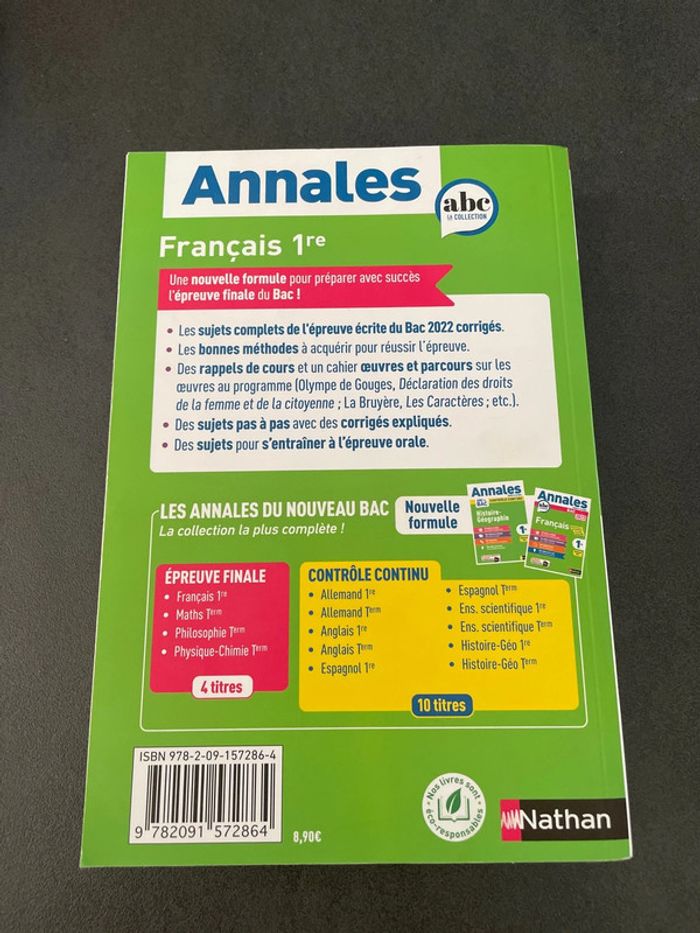 Annales
abc
LA COLLECTION
Français 1re
Une nouvelle formule pour préparer avec succès
l'épreuve finale du Bac !
• Les sujets complets de l'épreuve écrite du Bac 2022 corrigés.
• Les bonnes méthodes à acquérir pour réussir l'épreuve.
• Des rappels de cours et un cahier œuvres et parcours sur les
œuvres au programme (Olympe de Gouges, Déclaration des droits
de la femme et de la citoyenne ; La Bruyère, Les Caractères ; etc.).
• Des sujets pas à pas avec des corrigés expliqués.
• Des sujets pour s'entraîner à l'épreuve orale.
LES ANNALES DU NOUVEAU BAC
La collection la plus complète !
Nouvelle
formule
Annales
CONTRÔLE CONTINU
Histoire-
Géographie
1re
Annales
abc
Français
1re
ÉPREUVE FINALE
• Français 1re
• Maths Term
• Philosophie Term
• Physique-Chimie Term
4 titres
CONTRÔLE CONTINU
• Allemand 1re
• Allemand Term
• Anglais 1re
• Anglais Term
• Espagnol 1re
• Espagnol Term
• Ens. scientifique 1re
• Ens. scientifique Term
• Histoire-Géo 1re
• Histoire-Géo Term
10 titres
ISBN 978-2-09-157286-4
9 782091 572864
8,90€
Nos livres sont
éco-responsables
Nathan